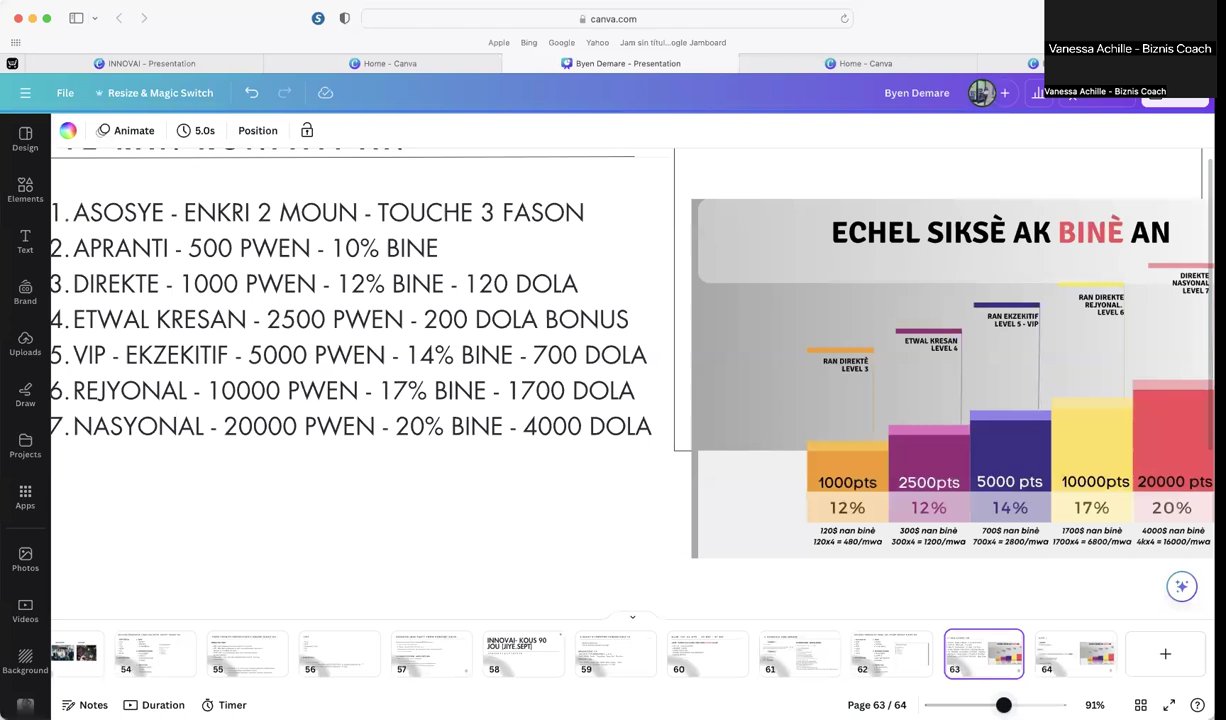 canva.com
Apple
Bing
Google
Yahoo
Jam sin títul...ogle Jamboard
INNOVAI - Presentation
Home - Canva
Byen Demare - Presentation
Home - Canva
Vanessa Achille - Biznis Coach
Vanessa Achille - Biznis Coach
File
Resize & Magic Switch
Byen Demare
Animate
5.0s
Position
Design
Elements
Text
Brand
Uploads
Draw
Projects
Apps
Photos
Videos
Background
1. ASOSYE - ENKRI 2 MOUN - TOUCHE 3 FASON
2. APRANTI - 500 PWEN - 10% BINE
3. DIREKTE - 1000 PWEN - 12% BINE - 120 DOLA
4. ETWAL KRESAN - 2500 PWEN - 200 DOLA BONUS
5. VIP - EKZEKITIF - 5000 PWEN - 14% BINE - 700 DOLA
6. REJYONAL - 10000 PWEN - 17% BINE - 1700 DOLA
7. NASYONAL - 20000 PWEN - 20% BINE - 4000 DOLA
ECHEL SIKSÈ AK BINÈ AN
RAN DIREKTÈ
LEVEL 3
ETWAL KRESAN
LEVEL 4
RAN EKZEKITIF
LEVEL 5 - VIP
RAN DIREKTE
REJYONAL.
LEVEL 6
DIREKTE
NASYONAL
LEVEL 7
1000pts
2500pts
5000 pts
10000pts
20000 pts
12%
12%
14%
17%
20%
120$ nan binè
120x4 = 480/mwa
300$ nan binè
300x4 = 1200/mwa
700$ nan binè
700x4 = 2800/mwa
1700$ nan binè
1700x4 = 6800/mwa
4000$ nan binè
4kx4 = 16000/mwa
INNOVAI- KOUS 90
JOU [JIYE.SEPT]
54
55
56
57
58
59
60
61
62
63
64
Notes
Duration
Timer
Page 63 / 64
91%